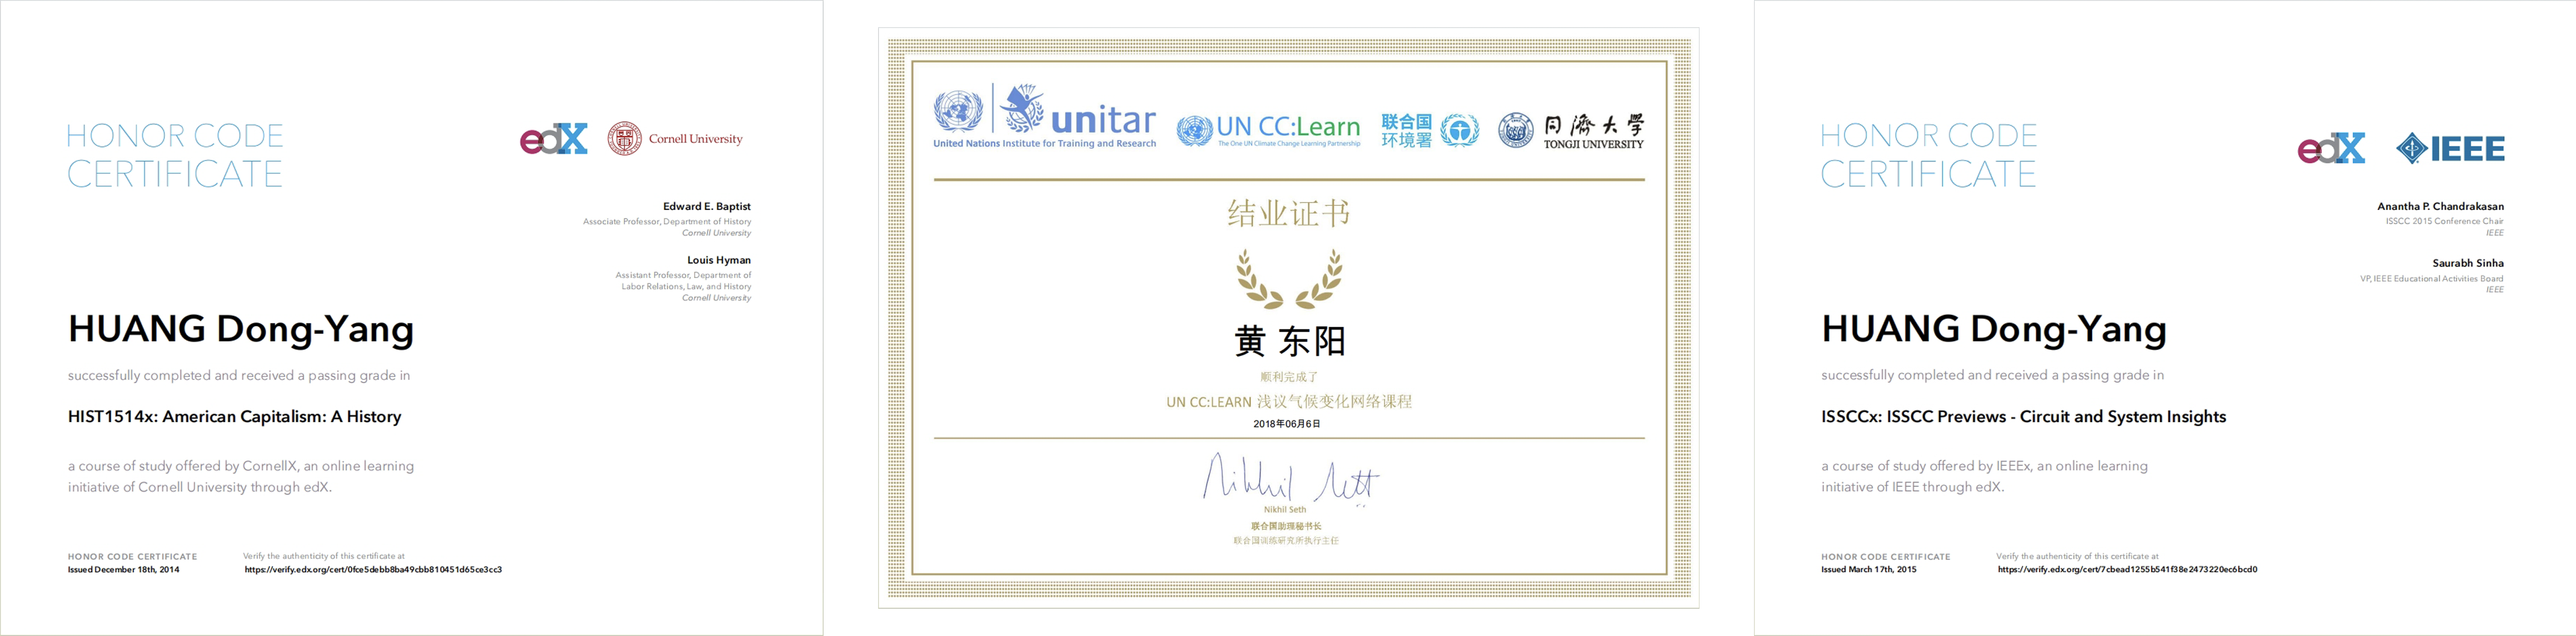 HONOR CODE
CERTIFICATE
edX
Cornell University
Edward E. Baptist
Associate Professor, Department of History
Cornell University
Louis Hyman
Assistant Professor, Department of
Labor Relations, Law, and History
Cornell University
HUANG Dong-Yang
successfully completed and received a passing grade in
HIST1514x: American Capitalism: A History
a course of study offered by CornellX, an online learning
initiative of Cornell University through edX.
HONOR CODE CERTIFICATE
Issued December 18th, 2014
Verify the authenticity of this certificate at
https://verify.edx.org/cert/0fce5debb8ba49cbb810451d65ce3cc3
unitar
United Nations Institute for Training and Research
UN CC:Learn
The One UN Climate Change Learning Partnership
联合国
环境署
同濟大學
TONGJI UNIVERSITY
结业证书
黄 东阳
顺利完成了
UN CC:LEARN 浅议气候变化网络课程
2018年06月6日
Nikhil Seth
Nikhil Seth
联合国助理秘书长
联合国训练研究所执行主任
HONOR CODE
CERTIFICATE
edX
IEEE
Anantha P. Chandrakasan
ISSCC 2015 Conference Chair
IEEE
Saurabh Sinha
VP, IEEE Educational Activities Board
IEEE
HUANG Dong-Yang
successfully completed and received a passing grade in
ISSCCx: ISSCC Previews - Circuit and System Insights
a course of study offered by IEEEx, an online learning
initiative of IEEE through edX.
HONOR CODE CERTIFICATE
Issued March 17th, 2015
Verify the authenticity of this certificate at
https://verify.edx.org/cert/7cbead1255b541f38e2473220ec6bcd0